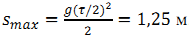 s_max = g(τ/2)²/2 = 1,25 м